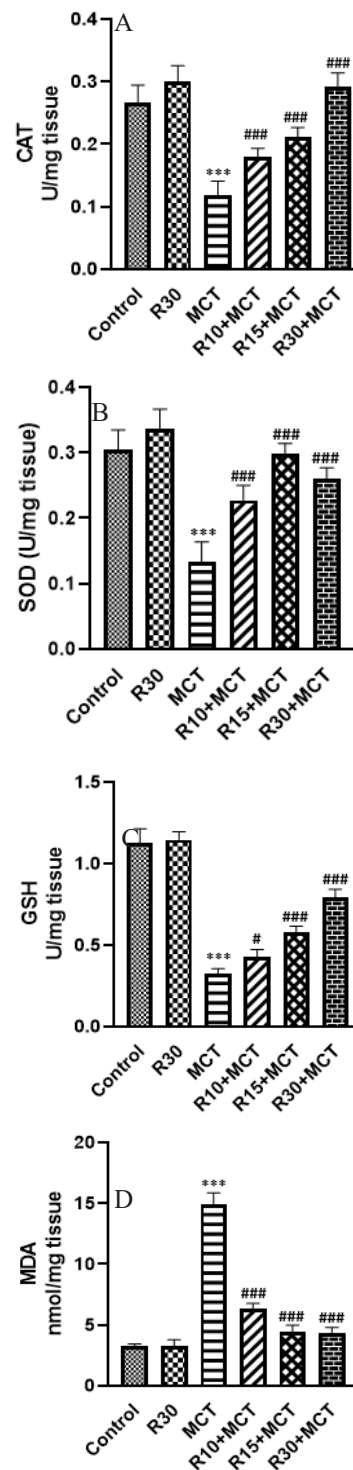 A
CAT
U/mg tissue
0.4
0.3
0.2
0.1
0.0
***
###
###
###
Control
R30
MCT
R10+MCT
R15+MCT
R30+MCT
B
SOD (U/mg tissue)
0.4
0.3
0.2
0.1
0.0
***
###
###
###
Control
R30
MCT
R10+MCT
R15+MCT
R30+MCT
C
GSH
U/mg tissue
1.5
1.0
0.5
0.0
***
#
###
###
Control
R30
MCT
R10+MCT
R15+MCT
R30+MCT
D
MDA
nmol/mg tissue
20
15
10
5
0
***
###
###
###
Control
R30
MCT
R10+MCT
R15+MCT
R30+MCT